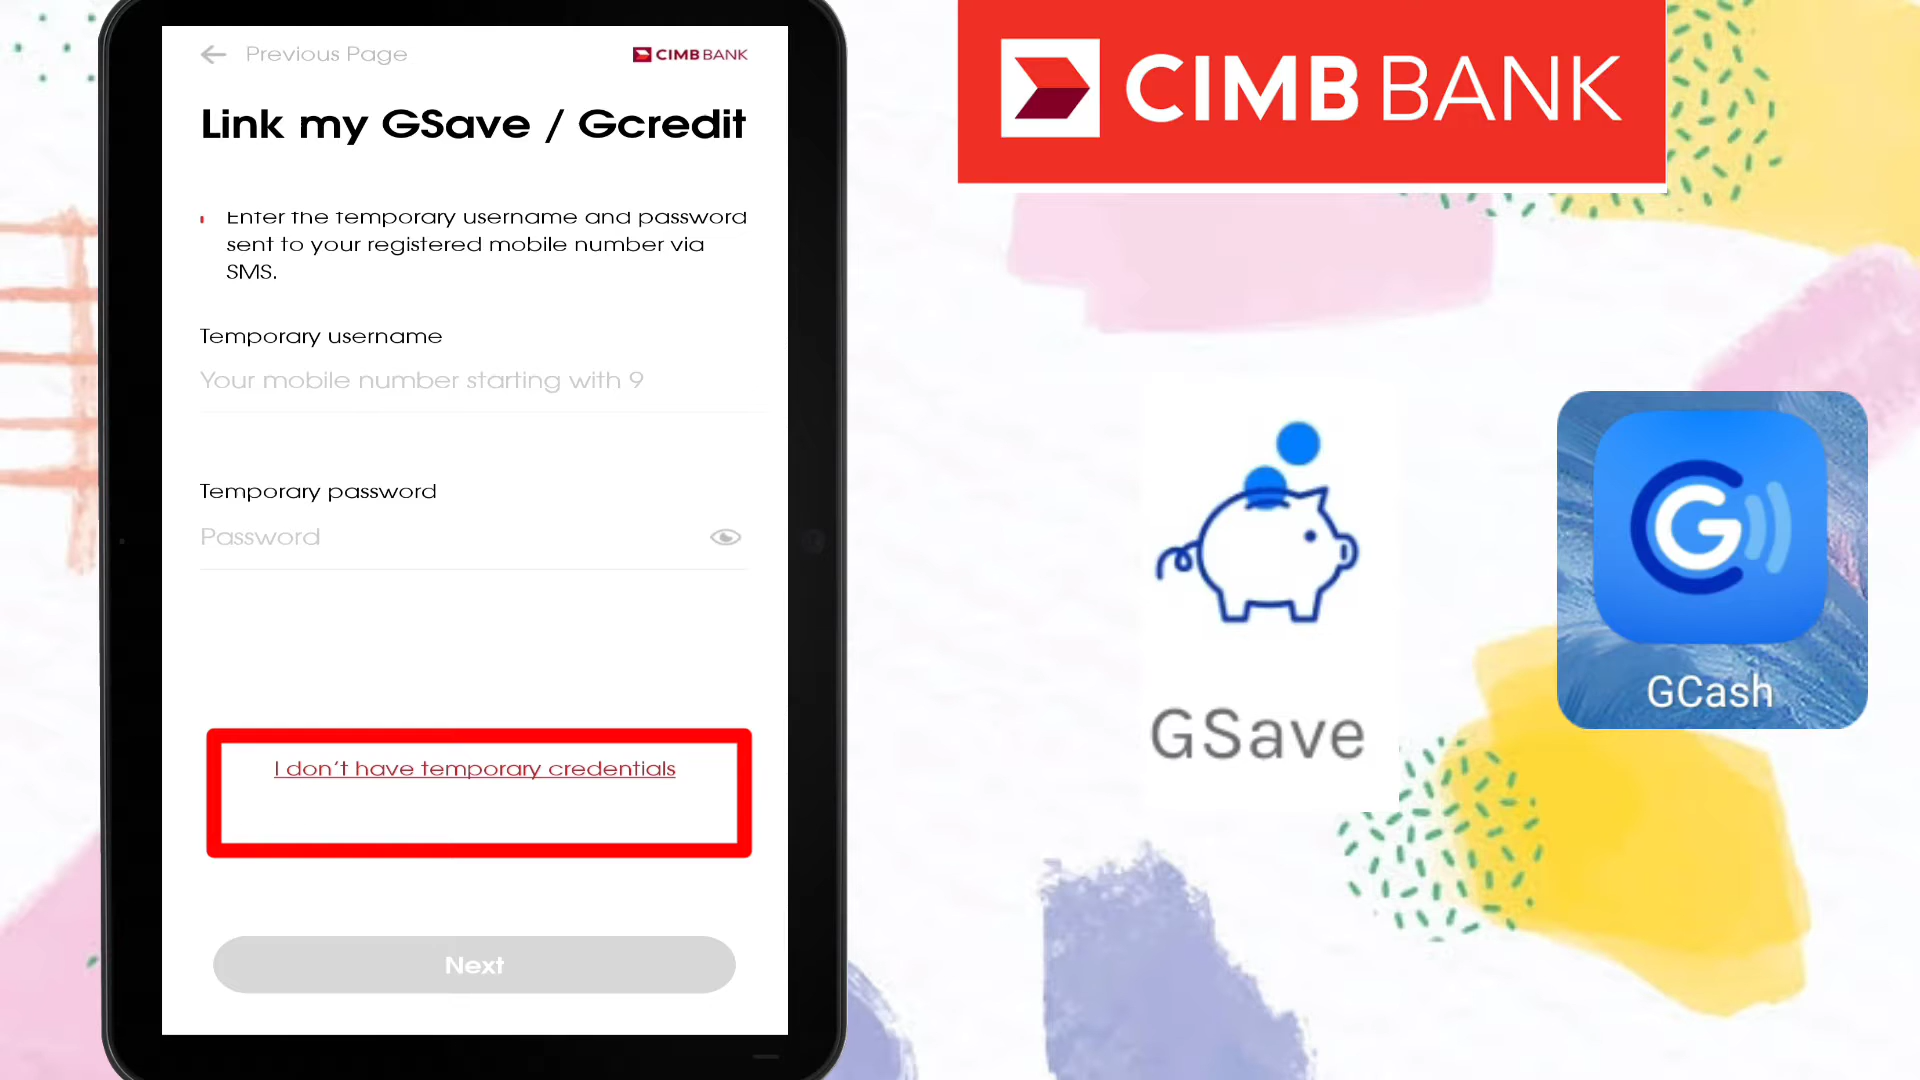 Previous Page
CIMB BANK
Link my GSave / Gcredit
Enter the temporary username and password
sent to your registered mobile number via
SMS.
Temporary username
Your mobile number starting with 9
Temporary password
Password
I don't have temporary credentials
Next
CIMB BANK
GSave
G
GCash